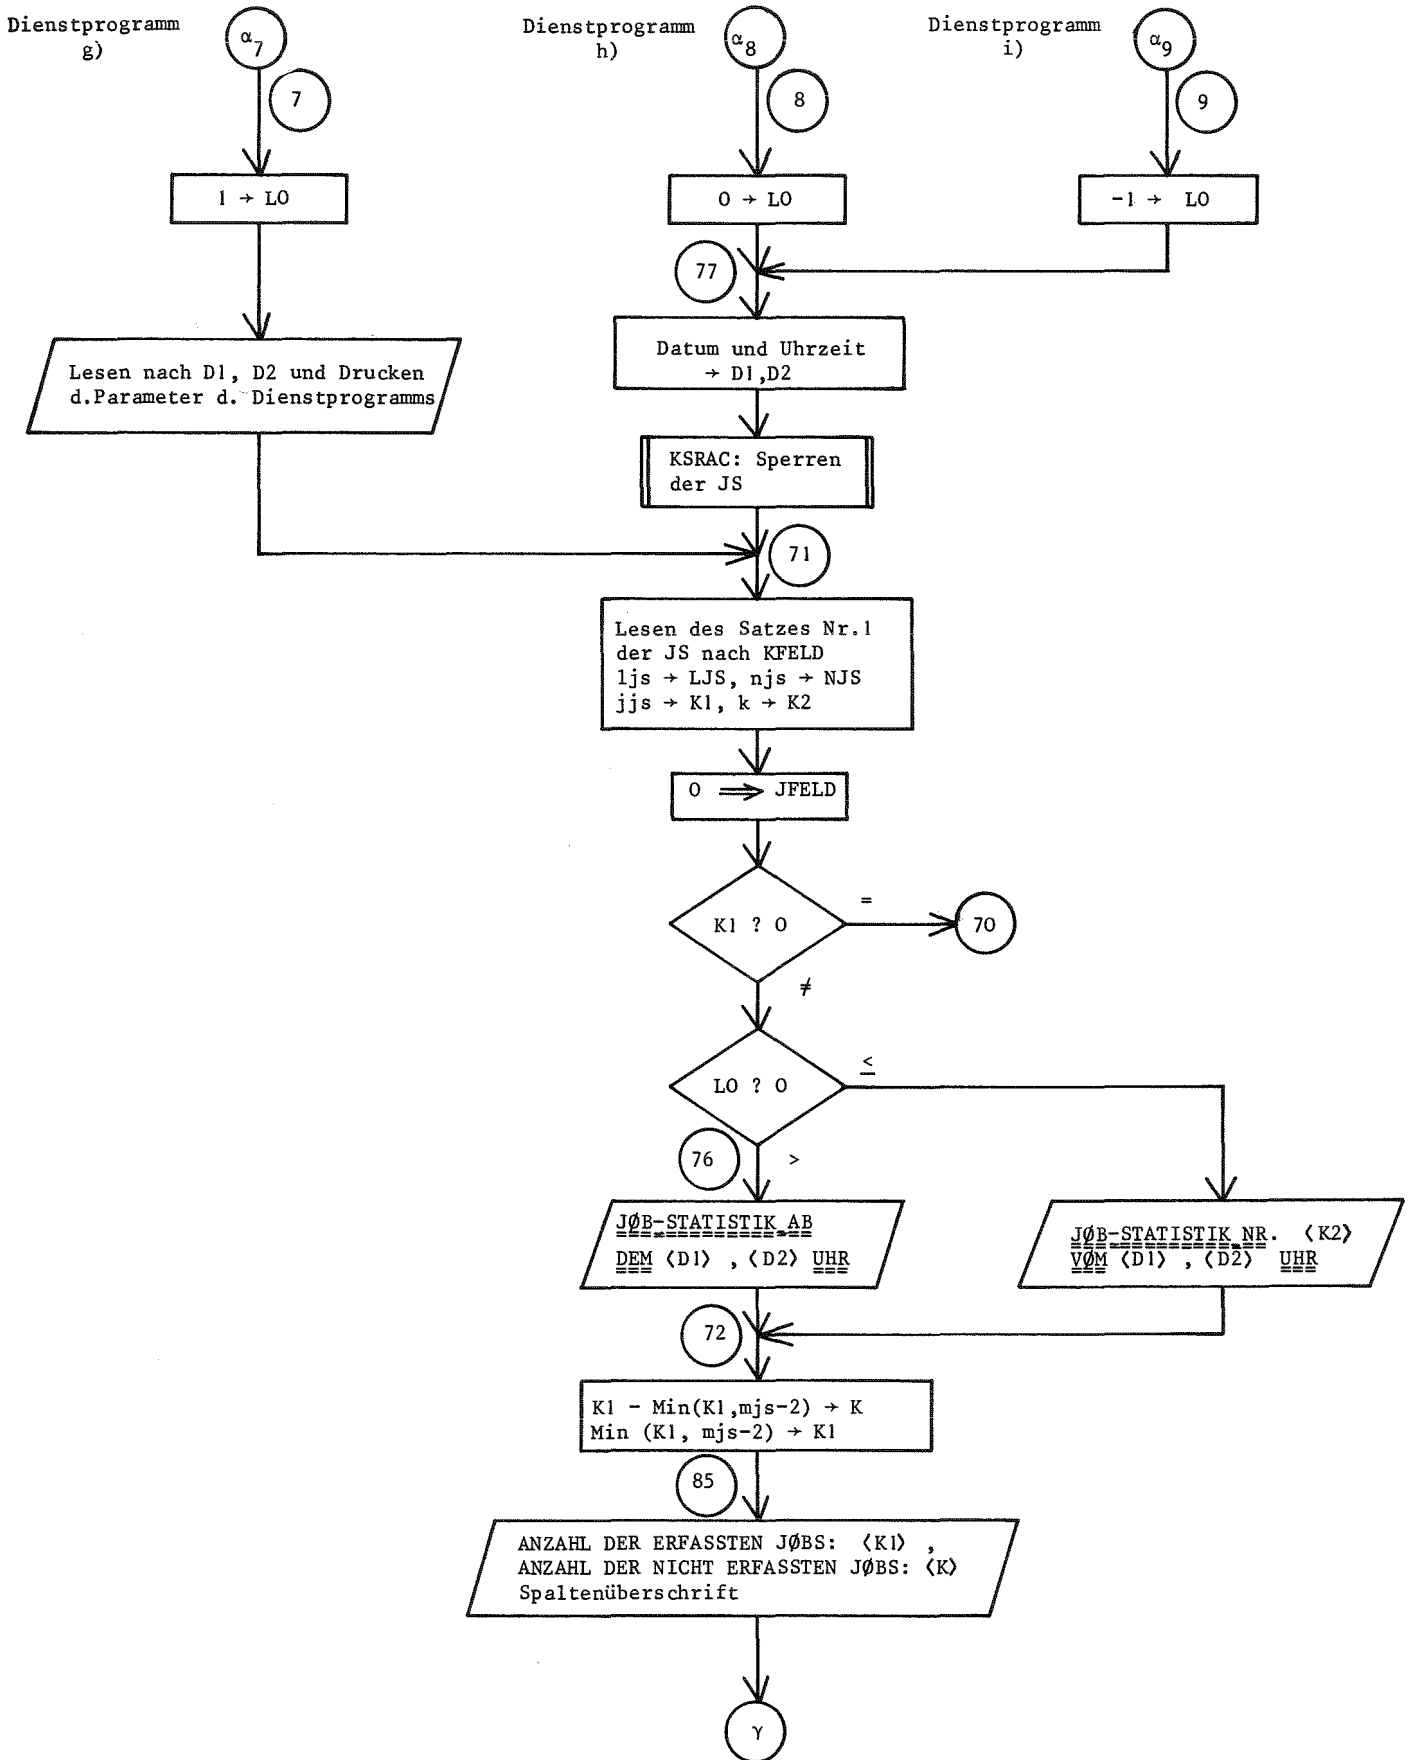 Dienstprogramm
g)
α7
7
Dienstprogramm
h)
α8
8
Dienstprogramm
i)
α9
9
1 → LO
0 → LO
-1 → LO
77
Datum und Uhrzeit
→ D1,D2
Lesen nach D1, D2 und Drucken
d.Parameter d. Dienstprogramms
KSRAC: Sperren
der JS
71
Lesen des Satzes Nr.1
der JS nach KFELD
ljs → LJS, njs → NJS
jjs → K1, k → K2
0 ⇒ JFELD
K1 ? 0
=
70
≠
LO ? 0
≤
76
>
JØB-STATISTIK AB
DEM ⟨D1⟩ , ⟨D2⟩ UHR
JØB-STATISTIK NR. ⟨K2⟩
VØM ⟨D1⟩ , ⟨D2⟩ UHR
72
K1 - Min(K1,mjs-2) → K
Min (K1, mjs-2) → K1
85
ANZAHL DER ERFASSTEN JØBS: ⟨K1⟩ ,
ANZAHL DER NICHT ERFASSTEN JØBS: ⟨K⟩
Spaltenüberschrift
γ